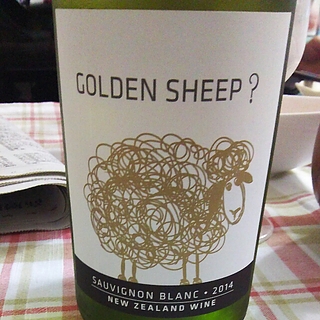 GOLDEN SHEEP?
SAUVIGNON BLANC • 2014
NEW ZEALAND WINE